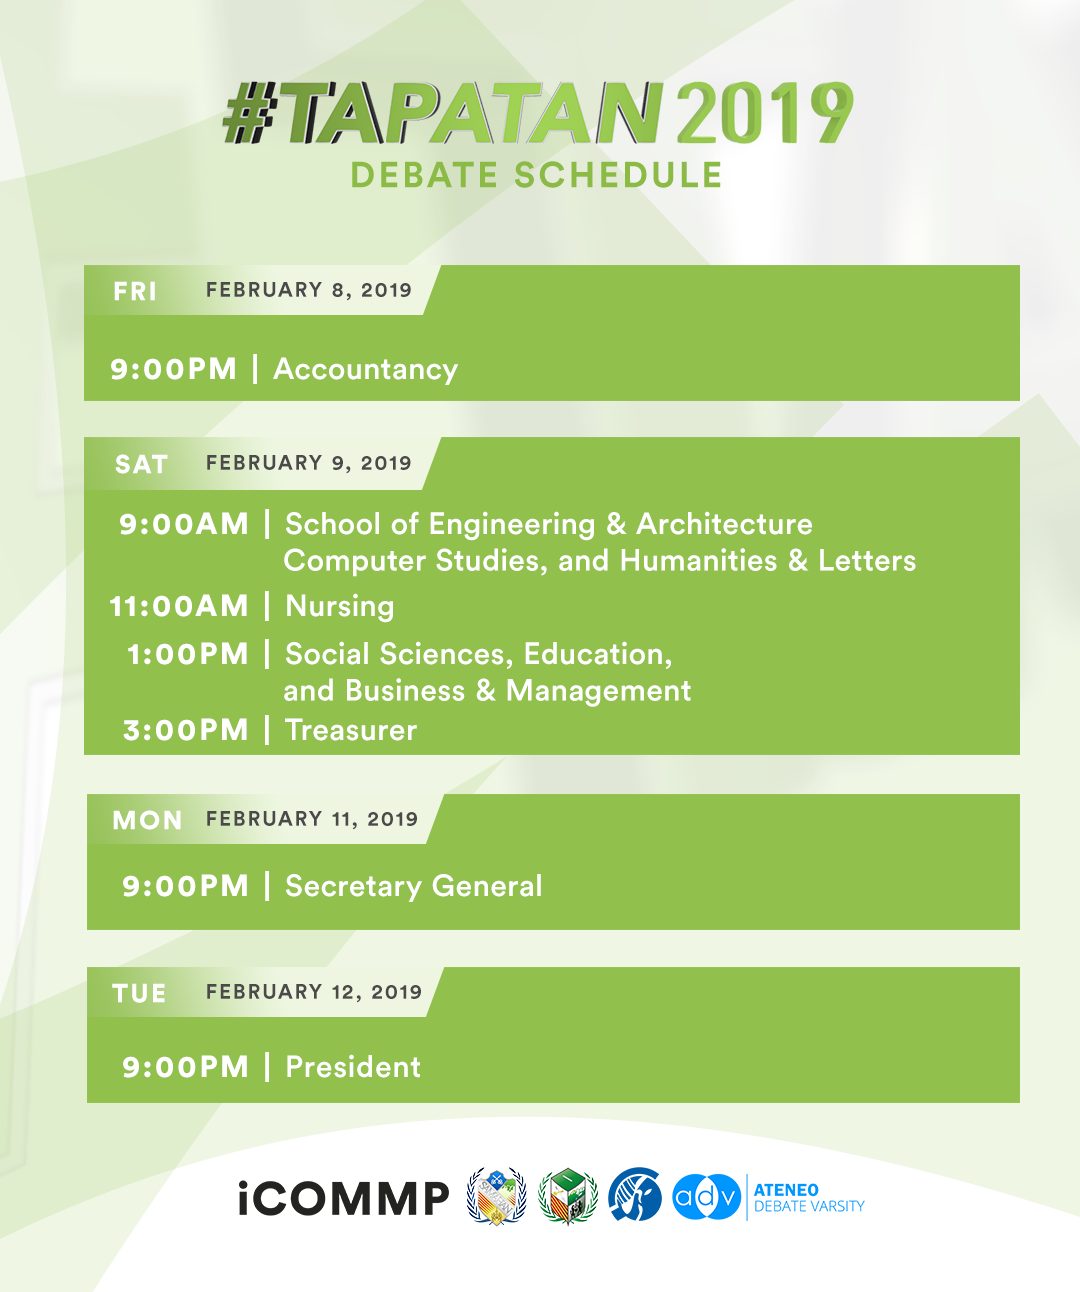 #TAPATAN 2019
DEBATE SCHEDULE
FRI FEBRUARY 8, 2019
9:00PM | Accountancy
SAT FEBRUARY 9, 2019
9:00AM | School of Engineering & Architecture
Computer Studies, and Humanities & Letters
11:00AM | Nursing
1:00PM | Social Sciences, Education,
and Business & Management
3:00PM | Treasurer
MON FEBRUARY 11, 2019
9:00PM | Secretary General
TUE FEBRUARY 12, 2019
9:00PM | President
iCOMMP
adv
ATENEO
DEBATE VARSITY